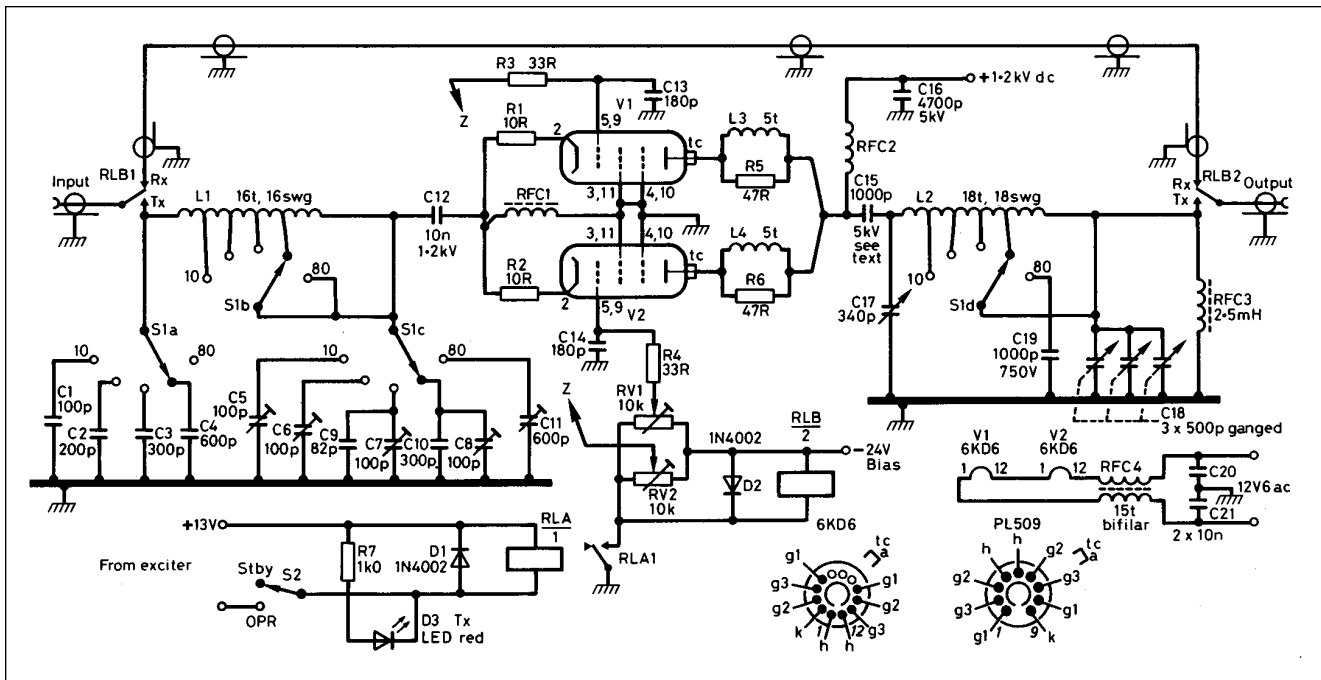 R3 33R
Z
C13
180p
V1
+1·2kV dc
C16
4700p
5kV
R1
10R
2
5,9
tc
L3 5t
R5
47R
RFC2
C15
1000p
5kV
see
text
RLB1
Rx
Tx
Input
L1 16t, 16swg
10
80
S1b
C12
10n
1·2kV
RFC1
3,11
4,10
3,11
4,10
tc
L4 5t
R6
47R
R2
10R
2
5,9
V2
L2 18t, 18swg
10
80
S1d
RLB2
Rx
Tx
Output
C17
340p
C19
1000p
750V
RFC3
2·5mH
C18
3 x 500p ganged
S1a
10
80
C1
100p
C2
200p
C3
300p
C4
600p
S1c
10
80
C5
100p
C6
100p
C9
82p
C7
100p
C10
300p
C8
100p
C11
600p
C14
180p
R4
33R
Z
RV1
10k
RV2
10k
1N4002
D2
RLB
2
-24V
Bias
RLA1
V1
6KD6
V2
6KD6
1
12
1
12
RFC4
15t
bifilar
C20
12V6 ac
C21
2 x 10n
+13V
From exciter
Stby
S2
OPR
R7
1k0
D1
1N4002
RLA
1
D3 Tx
LED red
6KD6
tc
a
g1
g3
g2
k
1
h
h
12
g3
g2
g1
PL509
tc
a
h
h
g2
g3
g1
1
9
k
g1
g3
g2